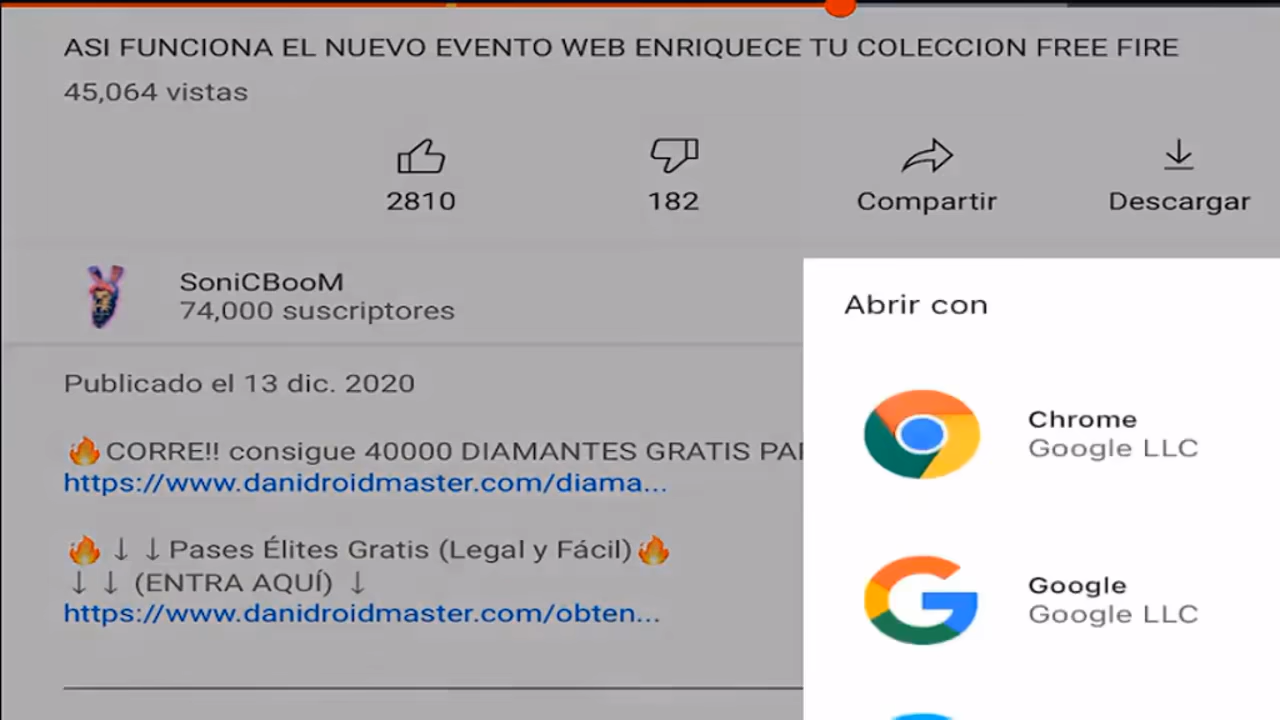 ASI FUNCIONA EL NUEVO EVENTO WEB ENRIQUECE TU COLECCION FREE FIRE
45,064 vistas
2810
182
Compartir
Descargar
SoniCBooM
74,000 suscriptores
Publicado el 13 dic. 2020
🔥CORRE!! consigue 40000 DIAMANTES GRATIS
https://www.danidroidmaster.com/diama...
🔥↓ ↓Pases Élites Gratis (Legal y Fácil)🔥
↓ ↓ (ENTRA AQUÍ) ↓
https://www.danidroidmaster.com/obten...
Abrir con
Chrome
Google LLC
Google
Google LLC